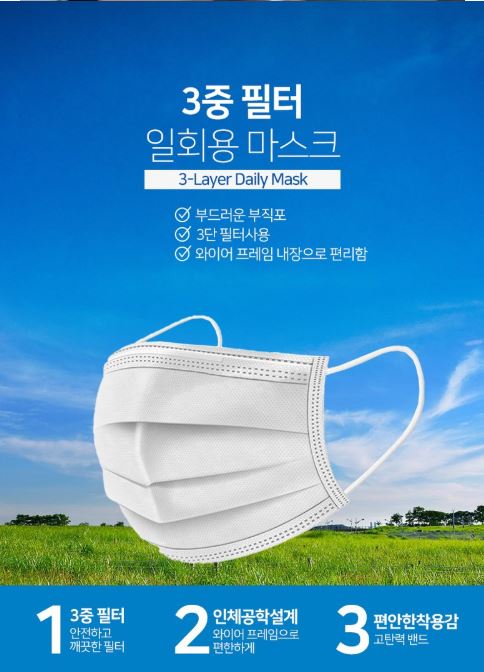 3중 필터
일회용 마스크
3-Layer Daily Mask
부드러운 부직포
3단 필터사용
와이어 프레임 내장으로 편리함
1 3중 필터
안전하고
깨끗한 필터
2 인체공학설계
와이어 프레임으로
편한하게
3 편안한착용감
고탄력 밴드